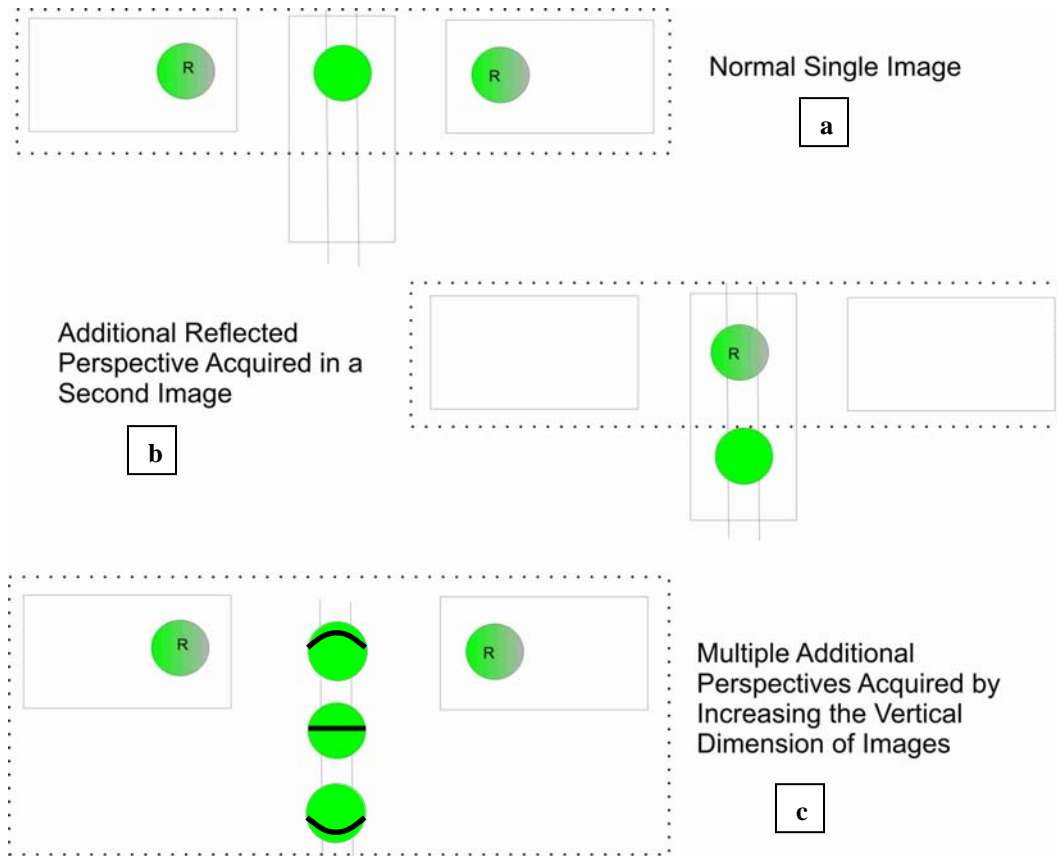 R
R
Normal Single Image
a
Additional Reflected
Perspective Acquired in a
Second Image
b
R
R
R
Multiple Additional
Perspectives Acquired by
Increasing the Vertical
Dimension of Images
c